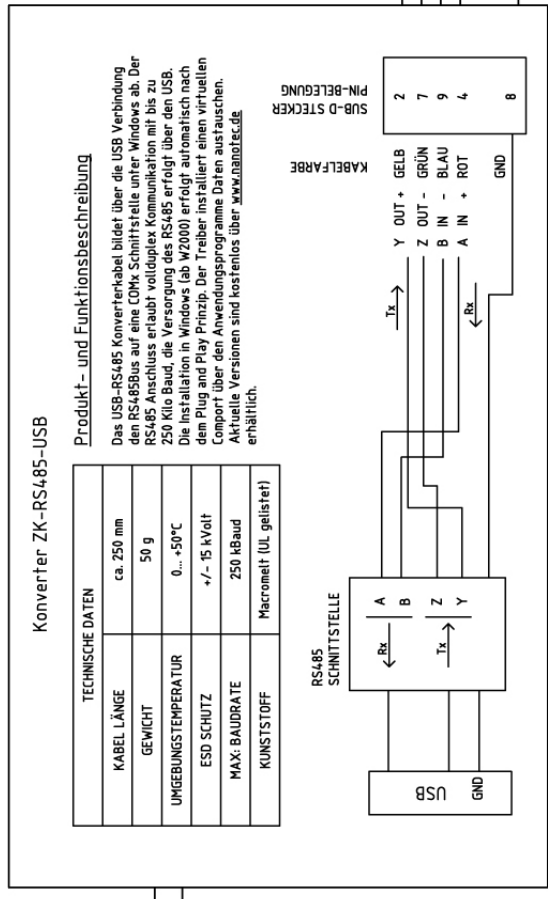 Konverter ZK-RS485-USB
TECHNISCHE DATEN
KABEL LÄNGE ca. 250 mm
GEWICHT 50 g
UMGEBUNGSTEMPERATUR 0... +50°C
ESD SCHUTZ +/- 15 kVolt
MAX: BAUDRATE 250 kBaud
KUNSTSTOFF Macromelt (UL gelistet)
Produkt- und Funktionsbeschreibung
Das USB-RS485 Konverterkabel bildet über die USB Verbindung
den RS485Bus auf eine COMx Schnittstelle unter Windows ab. Der
RS485 Anschluss erlaubt vollduplex Kommunikation mit bis zu
250 Kilo Baud, die Versorgung des RS485 erfolgt über den USB.
Die Installation in Windows (ab W2000) erfolgt automatisch nach
dem Plug and Play Prinzip. Der Treiber installiert einen virtuellen
Comport über den Anwendungsprogramme Daten austauschen.
Aktuelle Versionen sind kostenlos über www.nanotec.de
erhältlich.
USB
GND
RS485
SCHNITTSTELLE
Rx
A
B
Tx
Z
Y
Tx
Rx
KABELFARBE
SUB-D STECKER
PIN-BELEGUNG
Y OUT + GELB 2
Z OUT - GRÜN 7
B IN - BLAU 9
A IN + ROT 4
GND 8